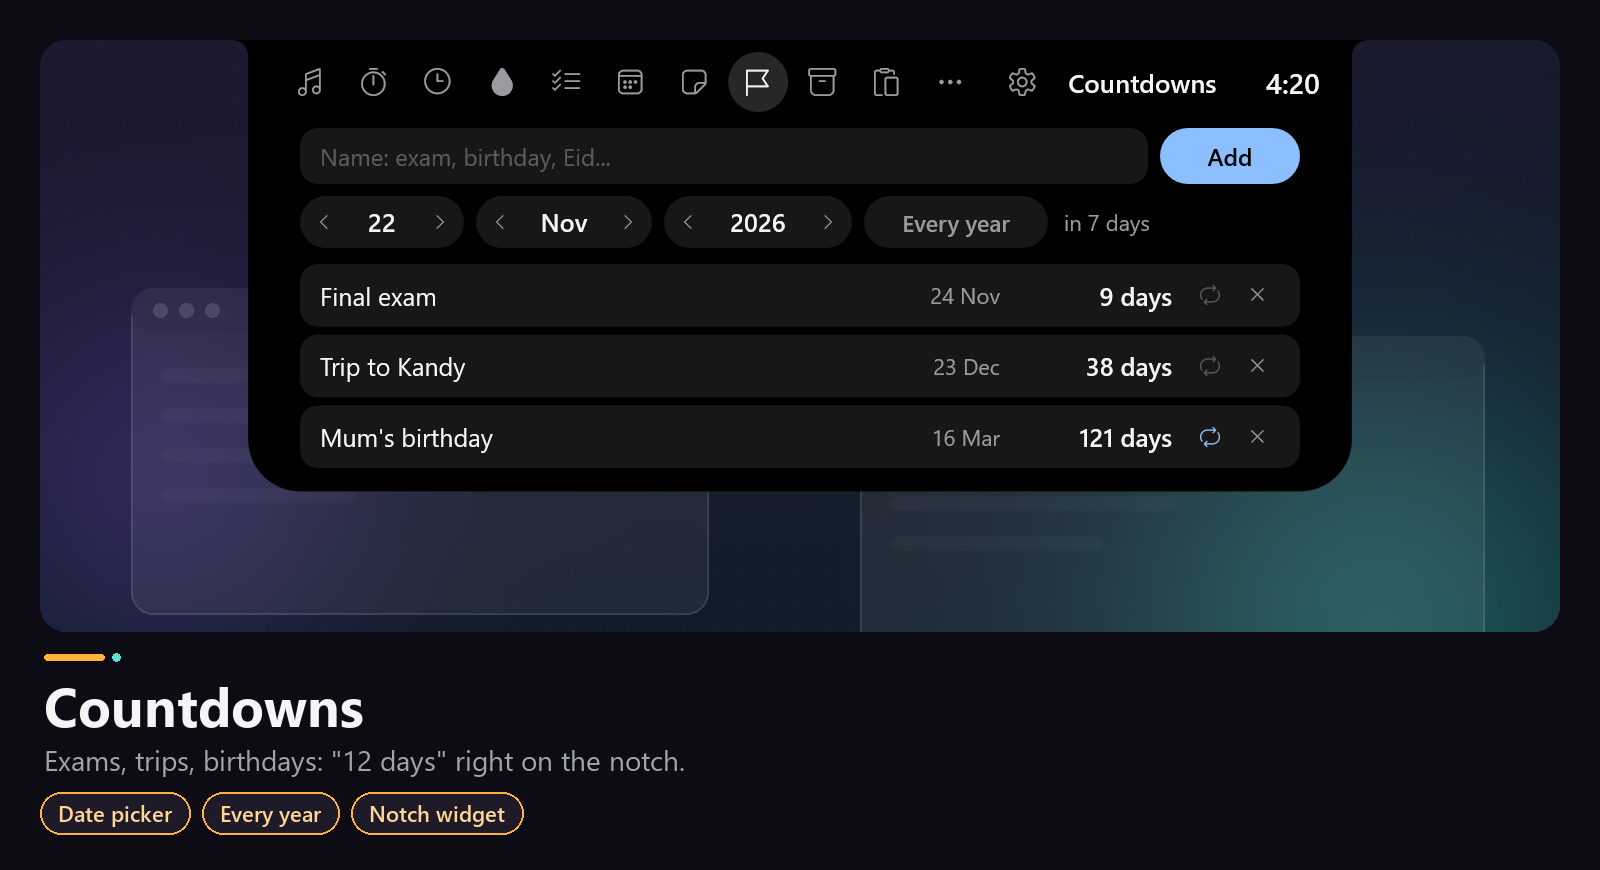 Countdowns 4:20
Name: exam, birthday, Eid... Add
22 Nov 2026 Every year in 7 days
Final exam 24 Nov 9 days
Trip to Kandy 23 Dec 38 days
Mum's birthday 16 Mar 121 days
Countdowns
Exams, trips, birthdays: "12 days" right on the notch.
Date picker Every year Notch widget